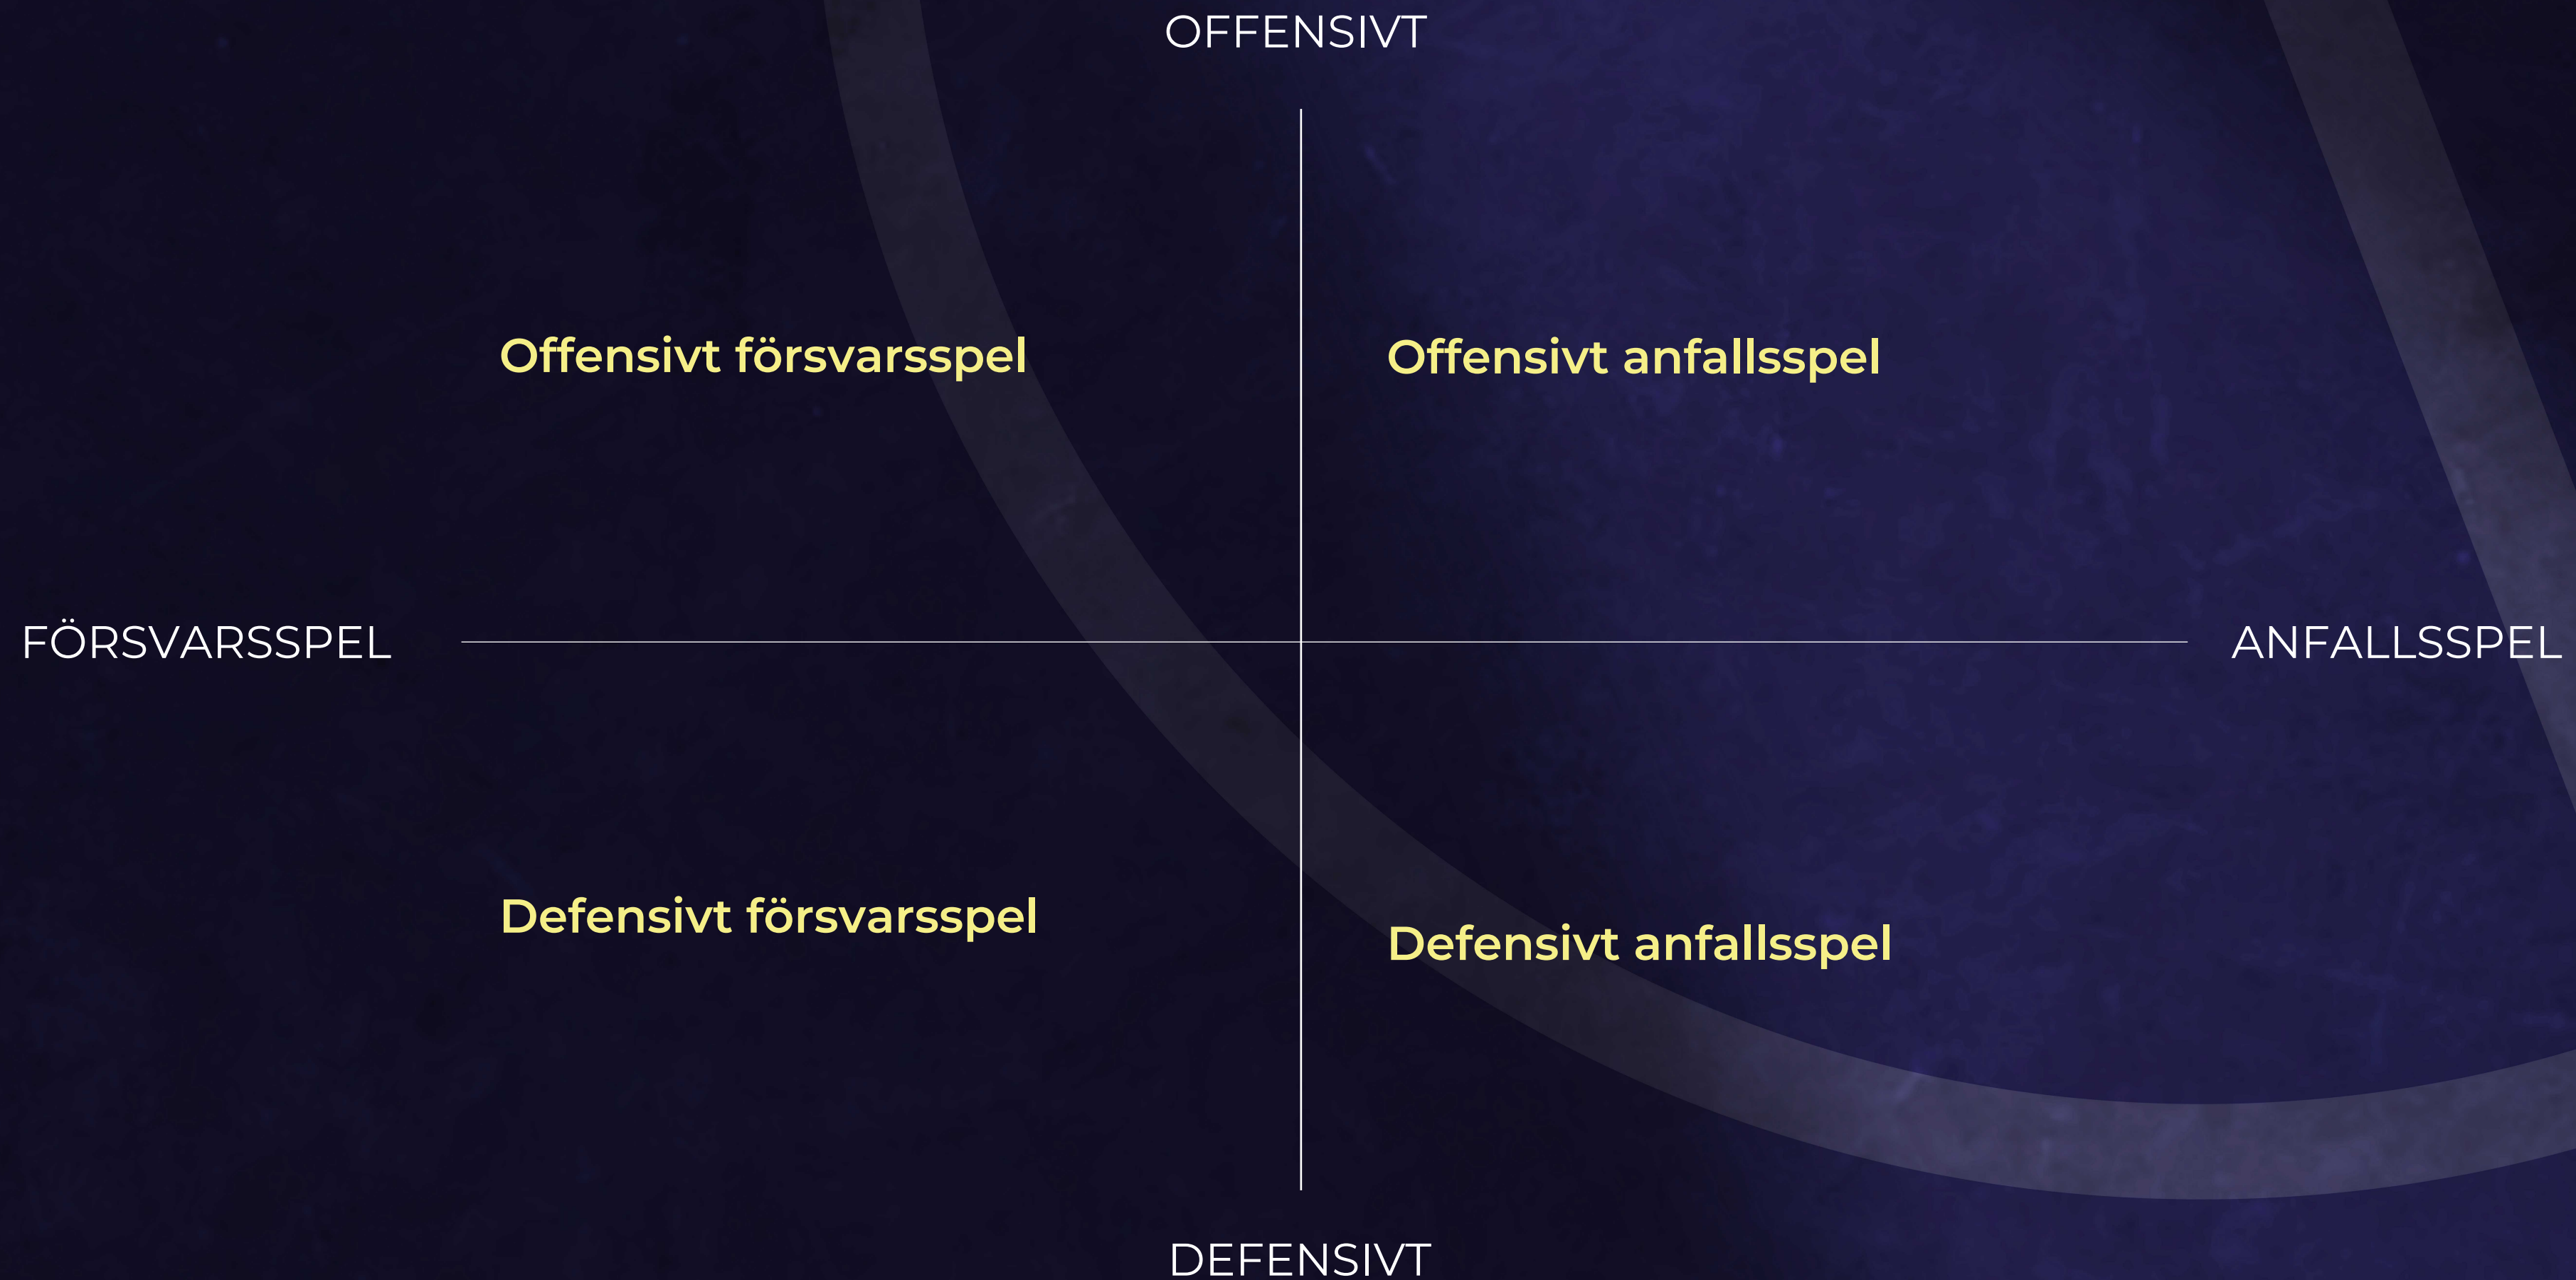 OFFENSIVT
Offensivt försvarsspel
Offensivt anfallsspel
FÖRSVARSSPEL
ANFALLSSPEL
Defensivt försvarsspel
Defensivt anfallsspel
DEFENSIVT